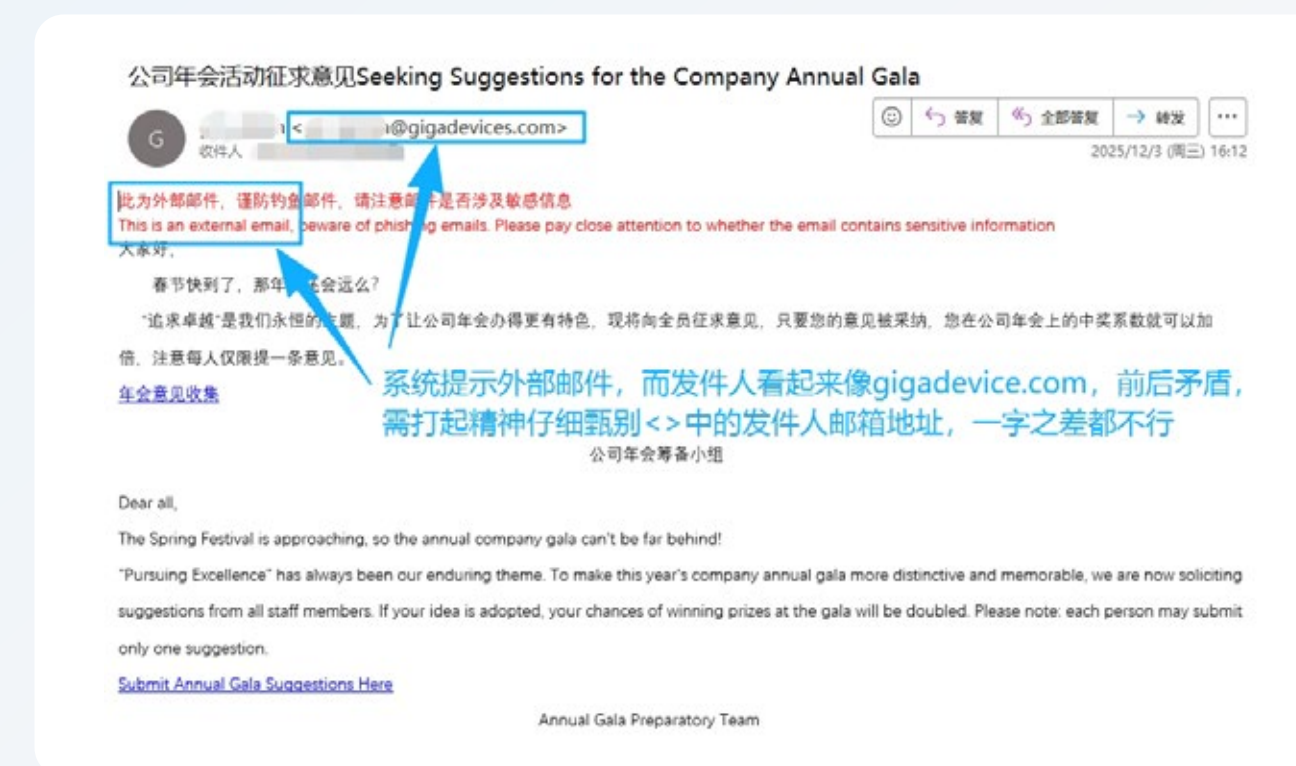 公司年会活动征求意见Seeking Suggestions for the Company Annual Gala
G
<@gigadevices.com>
答复
全部答复
转发
收件人
2025/12/3 (周三) 16:12
此为外部邮件，谨防钓鱼邮件，请注意邮件是否涉及敏感信息
This is an external email, beware of phishing emails. Please pay close attention to whether the email contains sensitive information
大家好，
春节快到了，那年会还会远么？
“追求卓越”是我们永恒的主题，为了让公司年会办得更有特色，现将向全员征求意见，只要您的意见被采纳，您在公司年会上的中奖系数就可以加
倍，注意每人仅限提一条意见。
年会意见收集
系统提示外部邮件，而发件人看起来像gigadevice.com，前后矛盾，
需打起精神仔细甄别<>中的发件人邮箱地址，一字之差都不行
公司年会筹备小组
Dear all,
The Spring Festival is approaching, so the annual company gala can't be far behind!
"Pursuing Excellence" has always been our enduring theme. To make this year's company annual gala more distinctive and memorable, we are now soliciting
suggestions from all staff members. If your idea is adopted, your chances of winning prizes at the gala will be doubled. Please note: each person may submit
only one suggestion.
Submit Annual Gala Suggestions Here
Annual Gala Preparatory Team